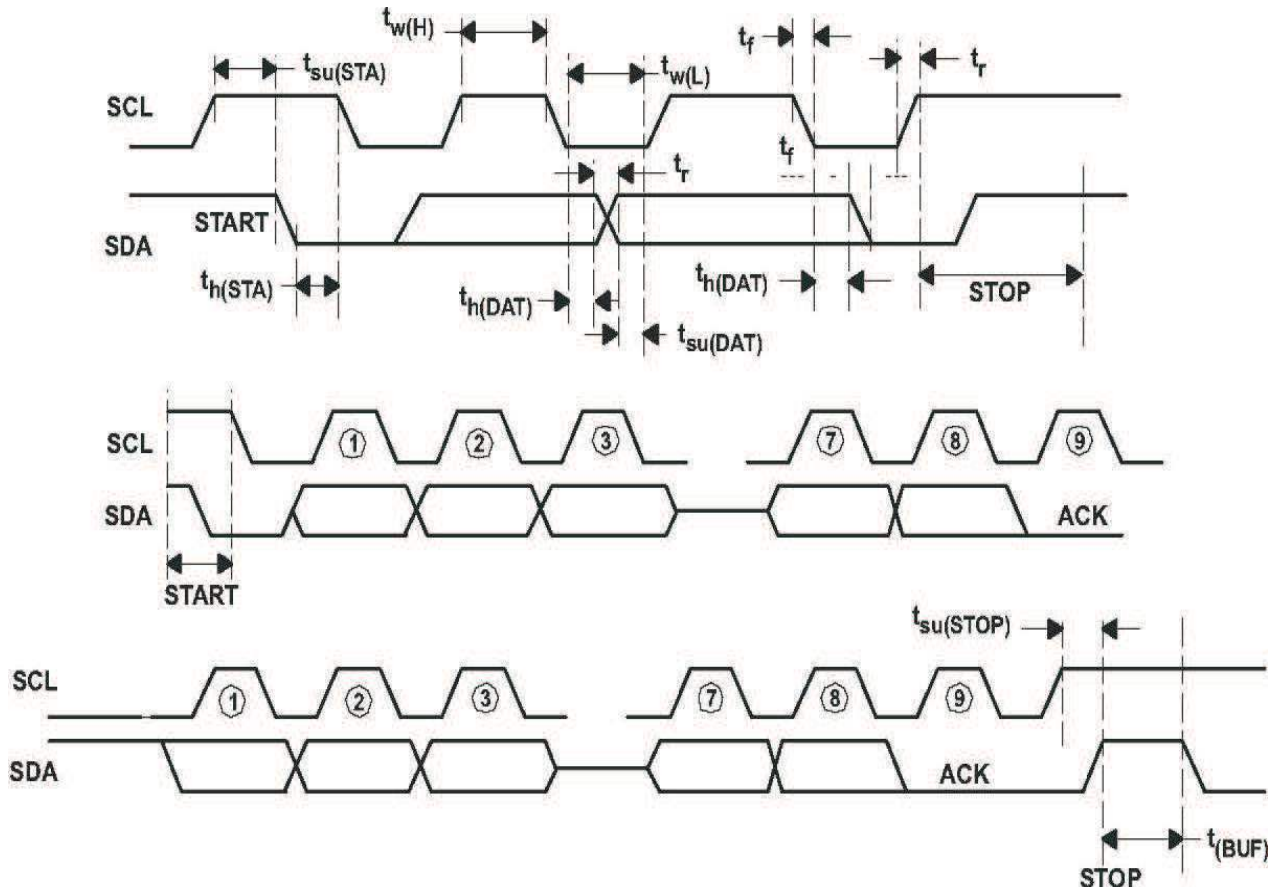 t_w(H)
t_f
t_r
t_su(STA)
t_w(L)
SCL
t_f
t_r
START
SDA
t_h(STA)
t_h(DAT)
t_h(DAT)
STOP
t_su(DAT)
SCL
1 2 3 7 8 9
SDA
ACK
START
t_su(STOP)
SCL
1 2 3 7 8 9
SDA
ACK
t_(BUF)
STOP